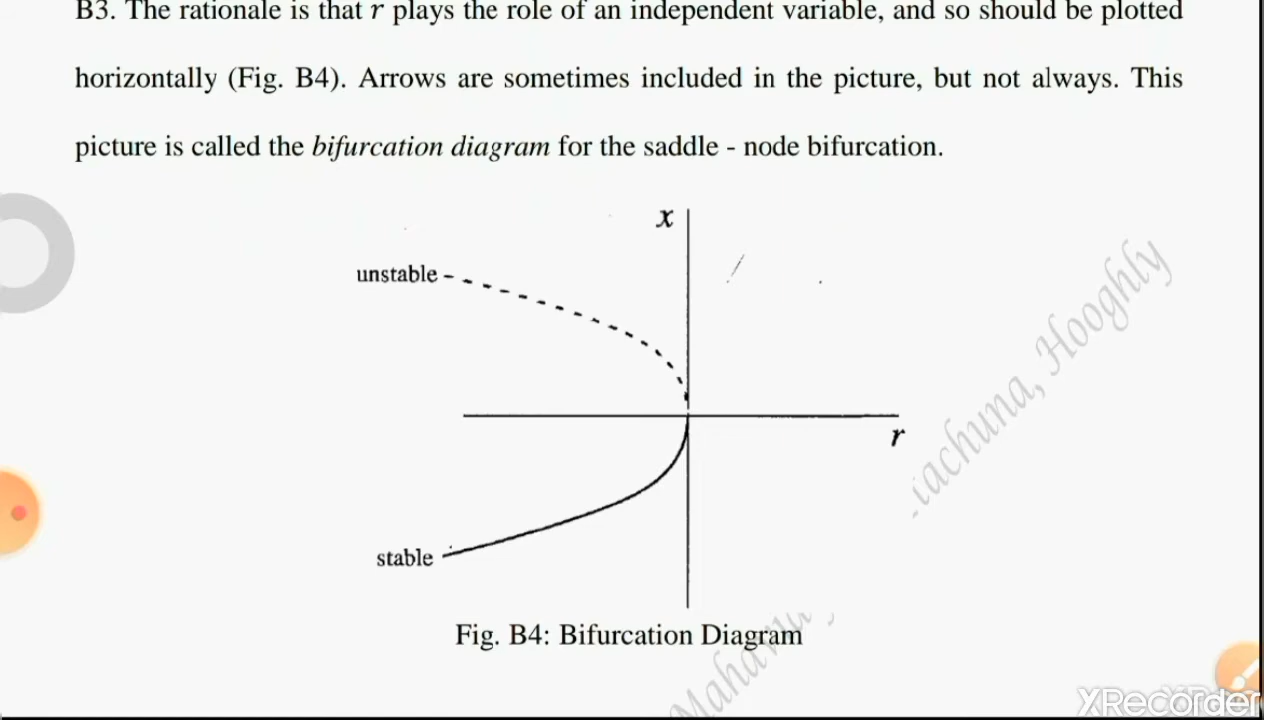 B3. The rationale is that r plays the role of an independent variable, and so should be plotted
horizontally (Fig. B4). Arrows are sometimes included in the picture, but not always. This
picture is called the bifurcation diagram for the saddle - node bifurcation.
x
unstable
r
stable
Fig. B4: Bifurcation Diagram
Hooghly
XRecorder